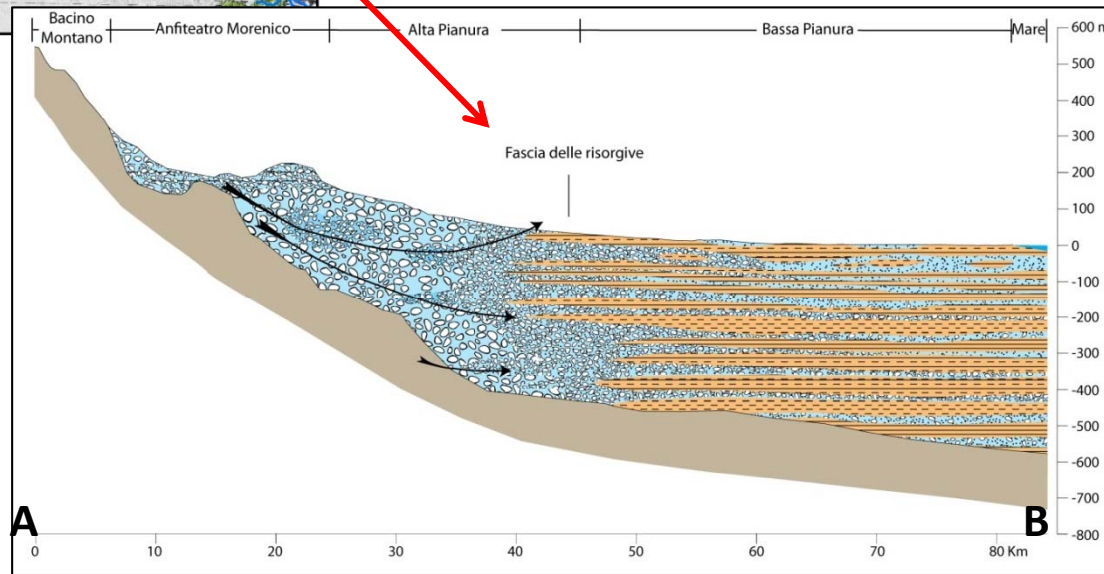 Bacino
Montano
Anfiteatro Morenico
Alta Pianura
Bassa Pianura
Mare
600 m
500
400
300
200
100
0
-100
-200
-300
-400
-500
-600
-700
-800
Fascia delle risorgive
A
B
0
10
20
30
40
50
60
70
80 Km